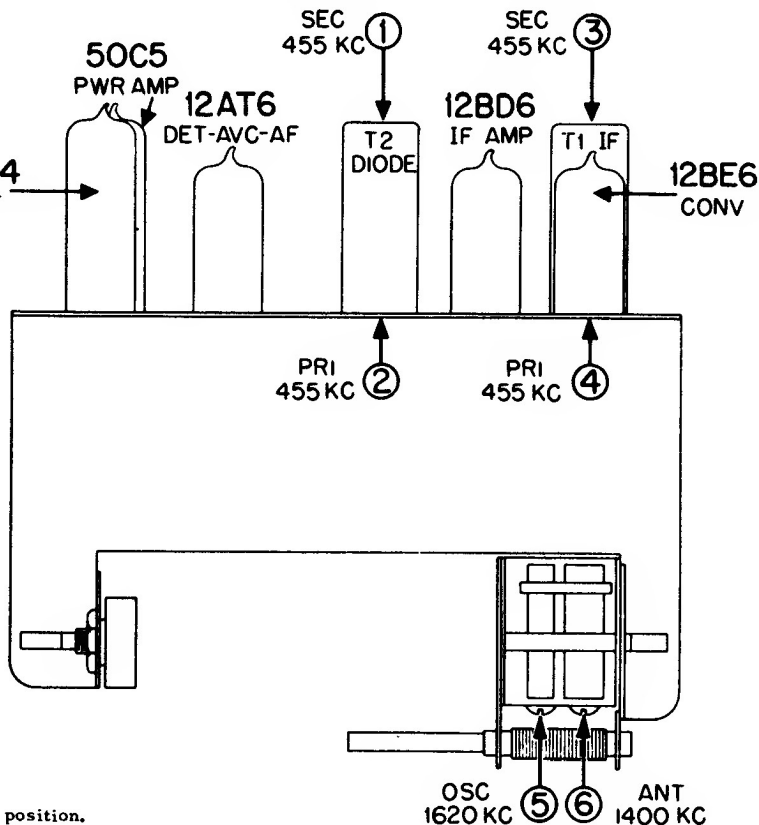 SEC
455 KC ①
SEC
455 KC ③
50C5
PWR AMP
12AT6
DET-AVC-AF
T2
DIODE
12BD6
IF AMP
T1 IF
4
12BE6
CONV
PRI
455 KC ②
PRI
455 KC ④
OSC
1620 KC ⑤
⑥ ANT
1400 KC
position.